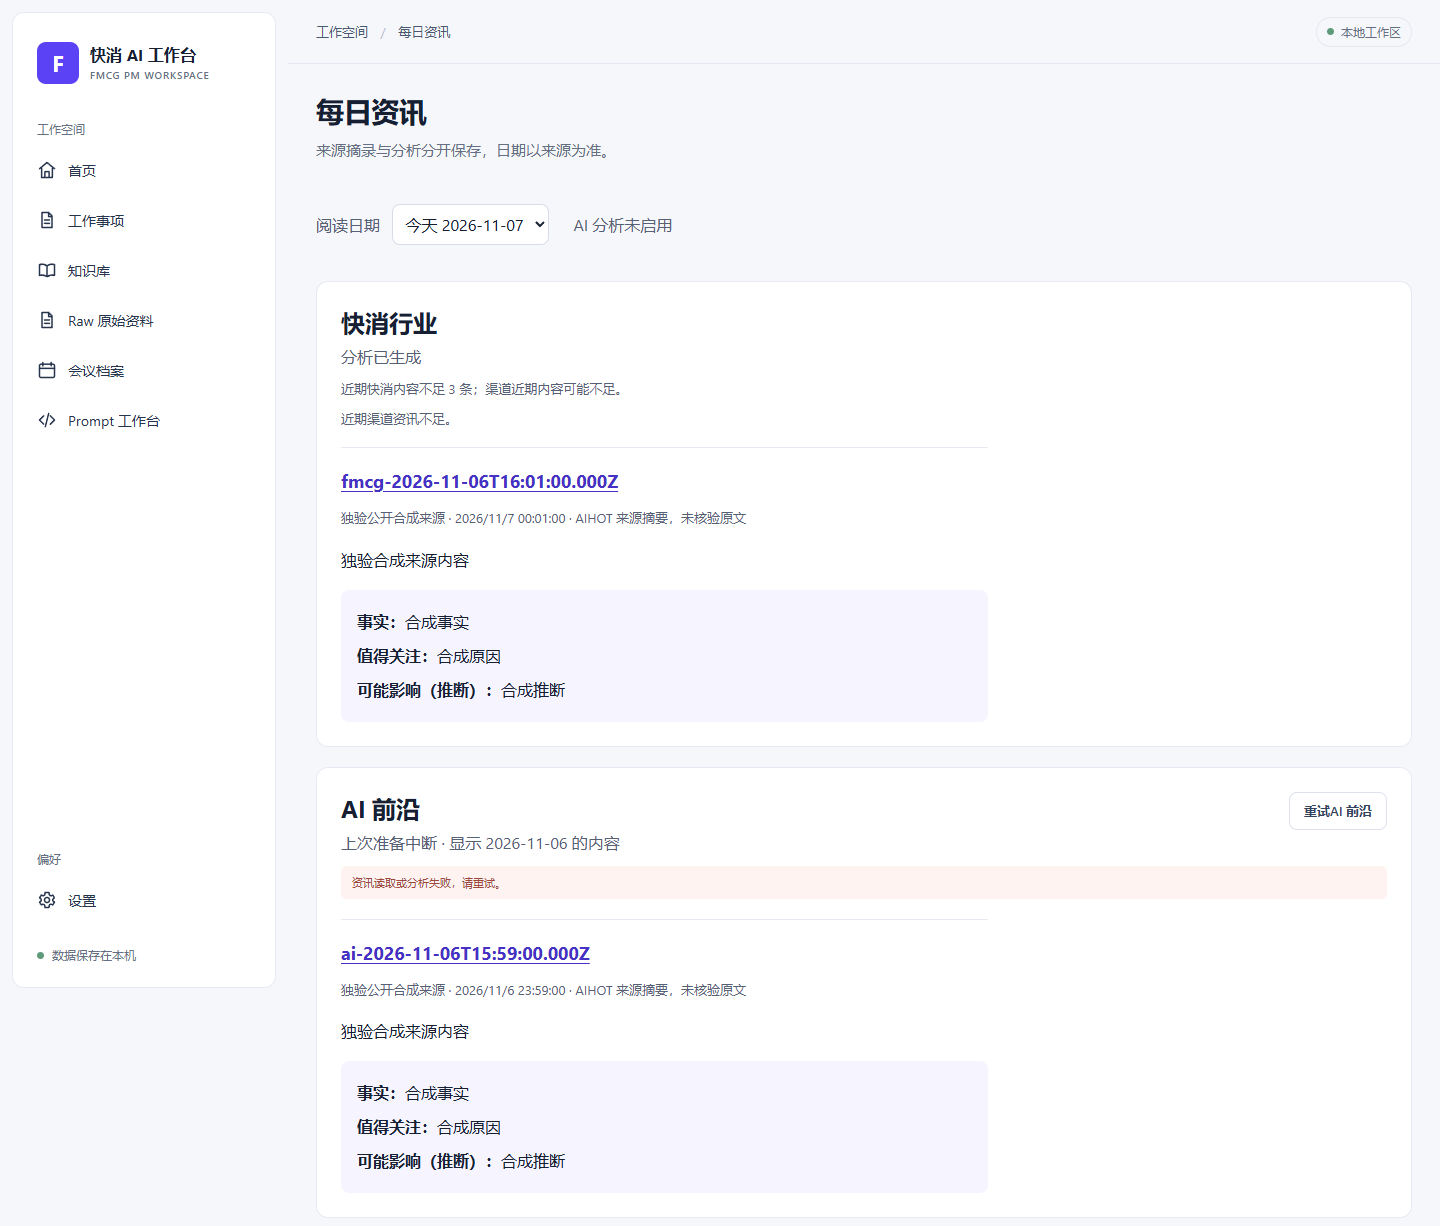 F
快消 AI 工作台
FMCG PM WORKSPACE
工作空间
首页
工作事项
知识库
Raw 原始资料
会议档案
Prompt 工作台
偏好
设置
数据保存在本机
工作空间 / 每日资讯
本地工作区
每日资讯
来源摘录与分析分开保存，日期以来源为准。
阅读日期 今天 2026-11-07 AI 分析未启用
快消行业
分析已生成
近期快消内容不足 3 条；渠道近期内容可能不足。
近期渠道资讯不足。
fmcg-2026-11-06T16:01:00.000Z
独验公开合成来源 · 2026/11/7 00:01:00 · AIHOT 来源摘要，未核验原文
独验合成来源内容
事实：合成事实
值得关注：合成原因
可能影响（推断）：合成推断
AI 前沿
重试AI 前沿
上次准备中断 · 显示 2026-11-06 的内容
资讯读取或分析失败，请重试。
ai-2026-11-06T15:59:00.000Z
独验公开合成来源 · 2026/11/6 23:59:00 · AIHOT 来源摘要，未核验原文
独验合成来源内容
事实：合成事实
值得关注：合成原因
可能影响（推断）：合成推断